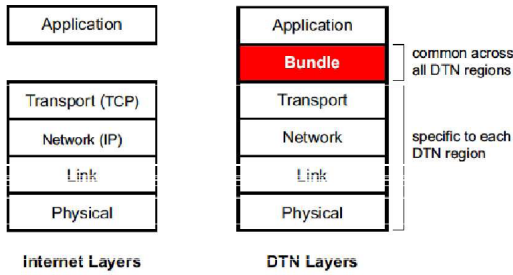 Application
Transport (TCP)
Network (IP)
Link
Physical
Internet Layers
Application
Bundle
Transport
Network
Link
Physical
DTN Layers
common across
all DTN regions
specific to each
DTN region